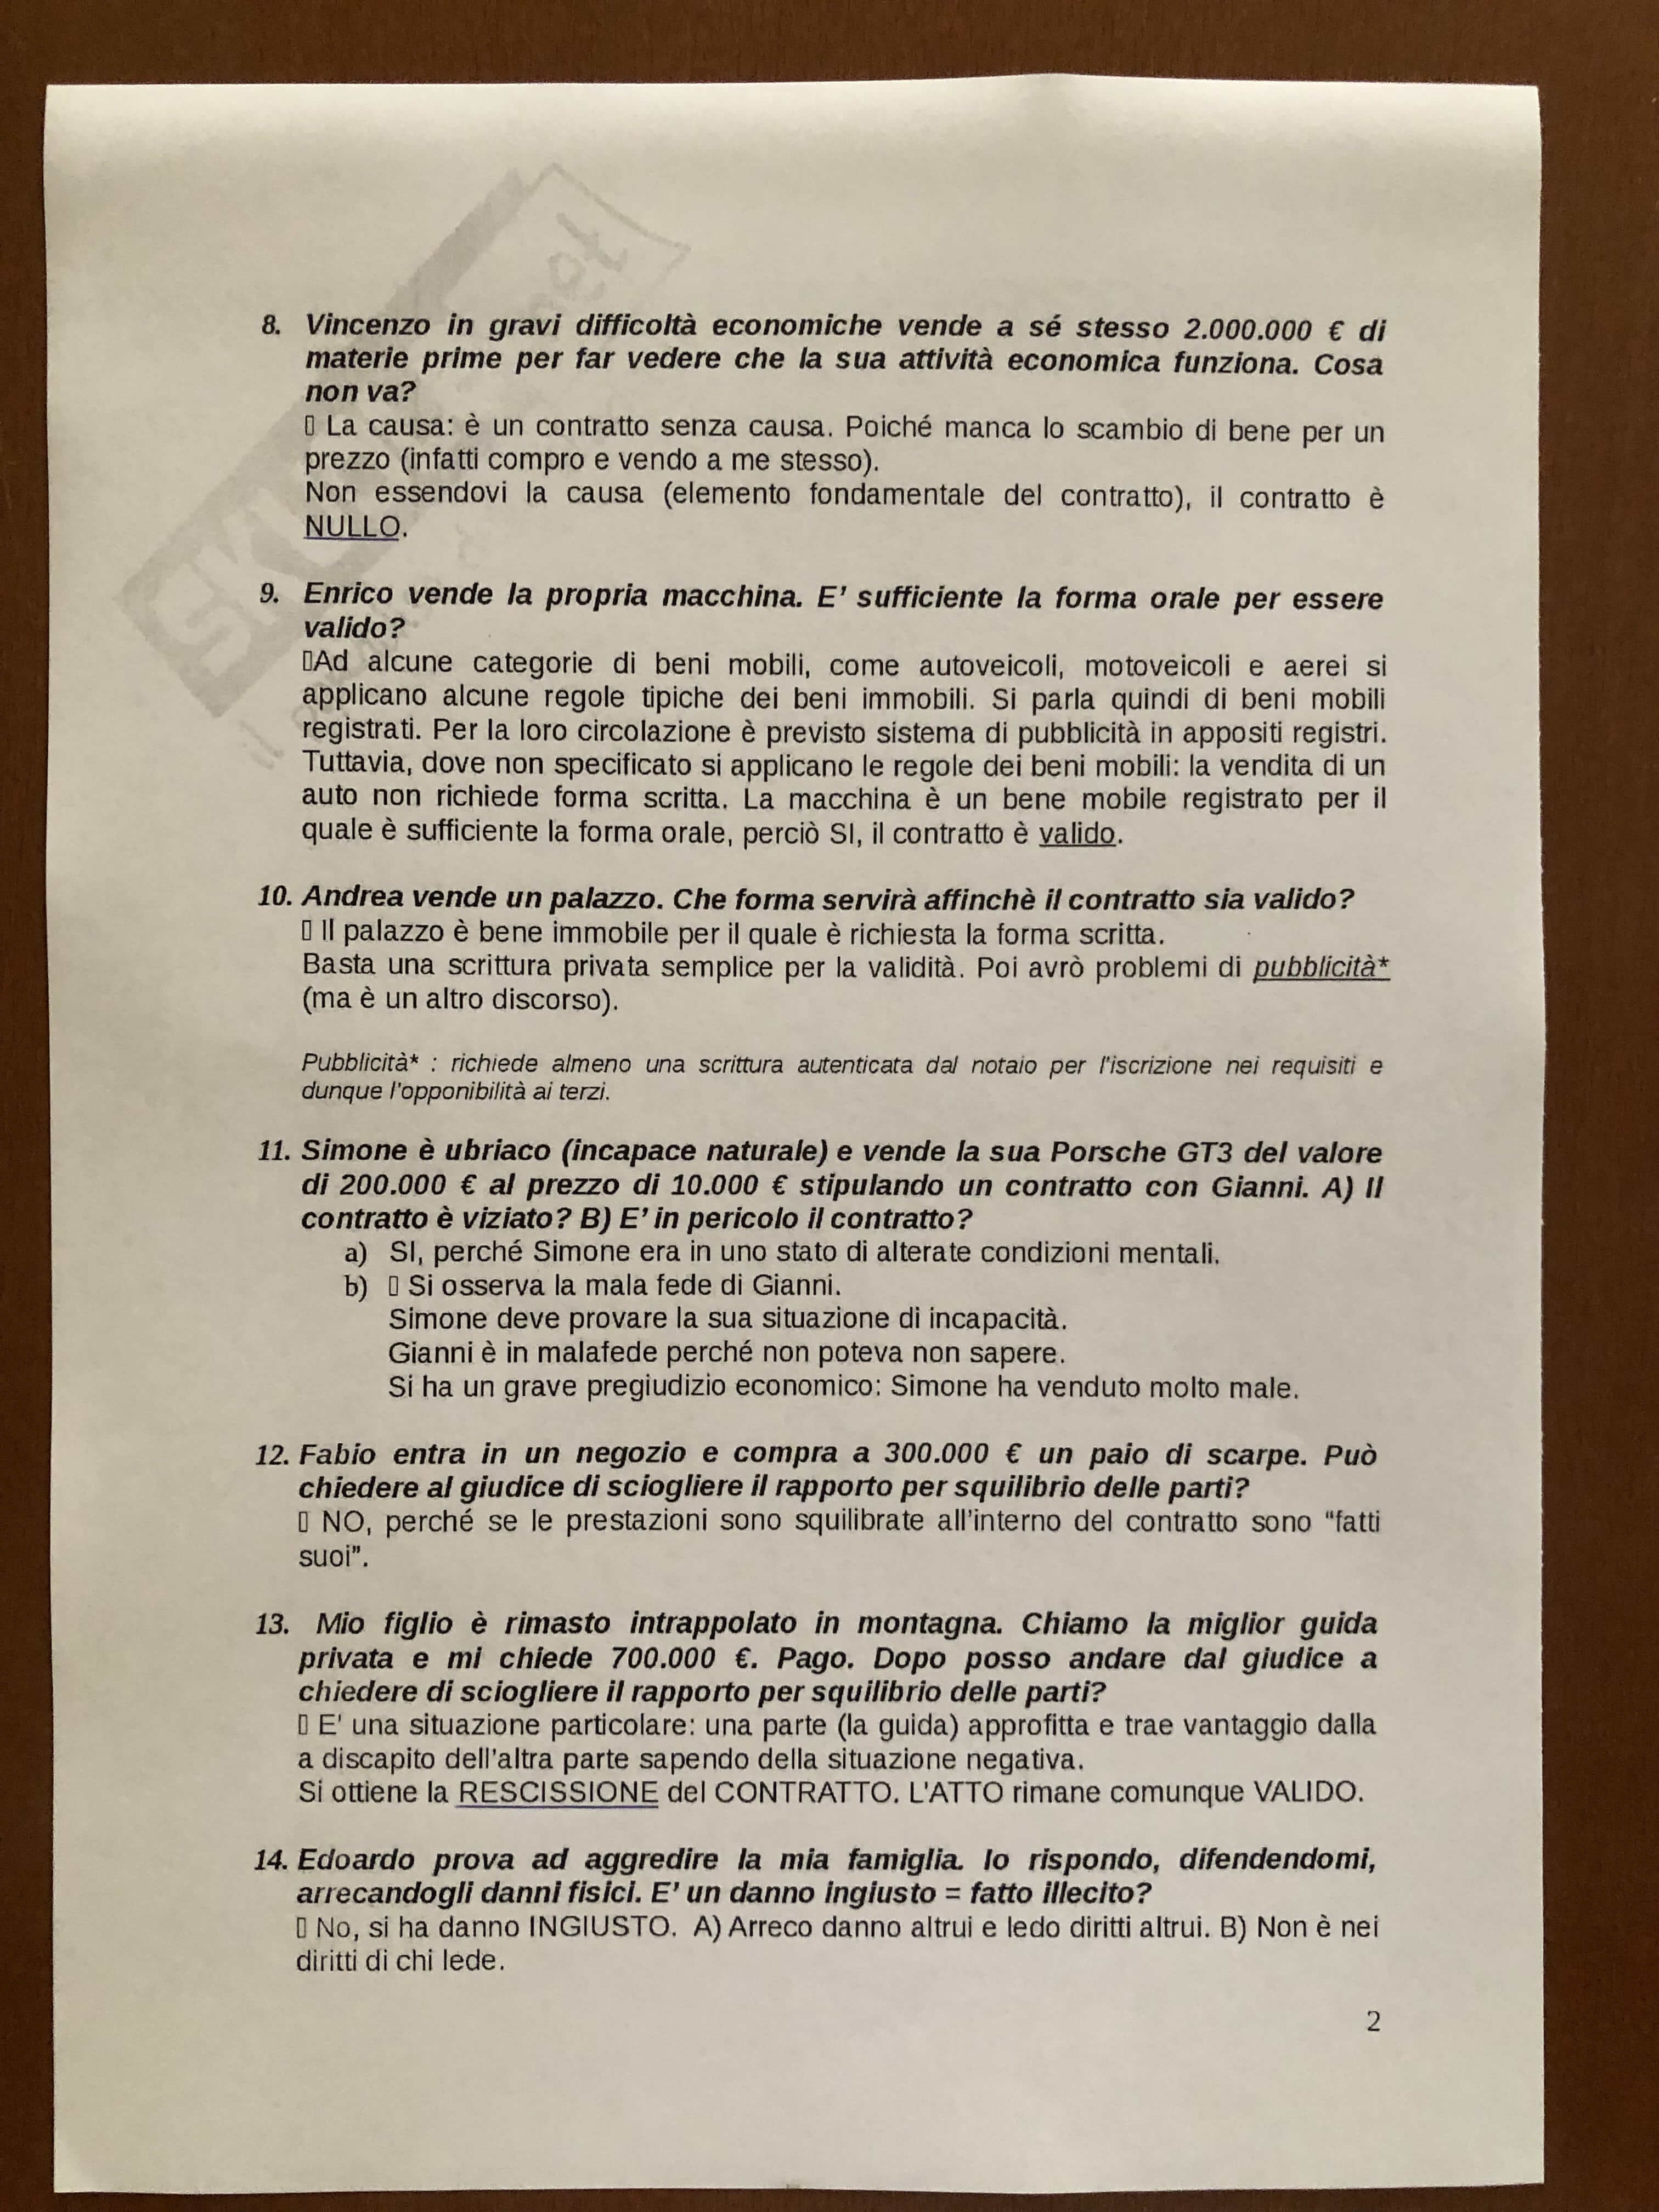 8. Vincenzo in gravi difficoltà economiche vende a sé stesso 2.000.000 € di
materie prime per far vedere che la sua attività economica funziona. Cosa
non va?
▯ La causa: è un contratto senza causa. Poiché manca lo scambio di bene per un
prezzo (infatti compro e vendo a me stesso).
Non essendovi la causa (elemento fondamentale del contratto), il contratto è
NULLO.
9. Enrico vende la propria macchina. E' sufficiente la forma orale per essere
valido?
▯Ad alcune categorie di beni mobili, come autoveicoli, motoveicoli e aerei si
applicano alcune regole tipiche dei beni immobili. Si parla quindi di beni mobili
registrati. Per la loro circolazione è previsto sistema di pubblicità in appositi registri.
Tuttavia, dove non specificato si applicano le regole dei beni mobili: la vendita di un
auto non richiede forma scritta. La macchina è un bene mobile registrato per il
quale è sufficiente la forma orale, perciò SI, il contratto è valido.
10. Andrea vende un palazzo. Che forma servirà affinchè il contratto sia valido?
▯ Il palazzo è bene immobile per il quale è richiesta la forma scritta.
Basta una scrittura privata semplice per la validità. Poi avrò problemi di pubblicità*
(ma è un altro discorso).
Pubblicità* : richiede almeno una scrittura autenticata dal notaio per l'iscrizione nei requisiti e
dunque l'opponibilità ai terzi.
11. Simone è ubriaco (incapace naturale) e vende la sua Porsche GT3 del valore
di 200.000 € al prezzo di 10.000 € stipulando un contratto con Gianni. A) Il
contratto è viziato? B) E' in pericolo il contratto?
a) SI, perché Simone era in uno stato di alterate condizioni mentali.
b) ▯ Si osserva la mala fede di Gianni.
Simone deve provare la sua situazione di incapacità.
Gianni è in malafede perché non poteva non sapere.
Si ha un grave pregiudizio economico: Simone ha venduto molto male.
12. Fabio entra in un negozio e compra a 300.000 € un paio di scarpe. Può
chiedere al giudice di sciogliere il rapporto per squilibrio delle parti?
▯ NO, perché se le prestazioni sono squilibrate all'interno del contratto sono “fatti
suoi”.
13. Mio figlio è rimasto intrappolato in montagna. Chiamo la miglior guida
privata e mi chiede 700.000 €. Pago. Dopo posso andare dal giudice a
chiedere di sciogliere il rapporto per squilibrio delle parti?
▯ E' una situazione particolare: una parte (la guida) approfitta e trae vantaggio dalla
a discapito dell'altra parte sapendo della situazione negativa.
Si ottiene la RESCISSIONE del CONTRATTO. L'ATTO rimane comunque VALIDO.
14. Edoardo prova ad aggredire la mia famiglia. Io rispondo, difendendomi,
arrecandogli danni fisici. E' un danno ingiusto = fatto illecito?
▯ No, si ha danno INGIUSTO. A) Arreco danno altrui e ledo diritti altrui. B) Non è nei
diritti di chi lede.
2